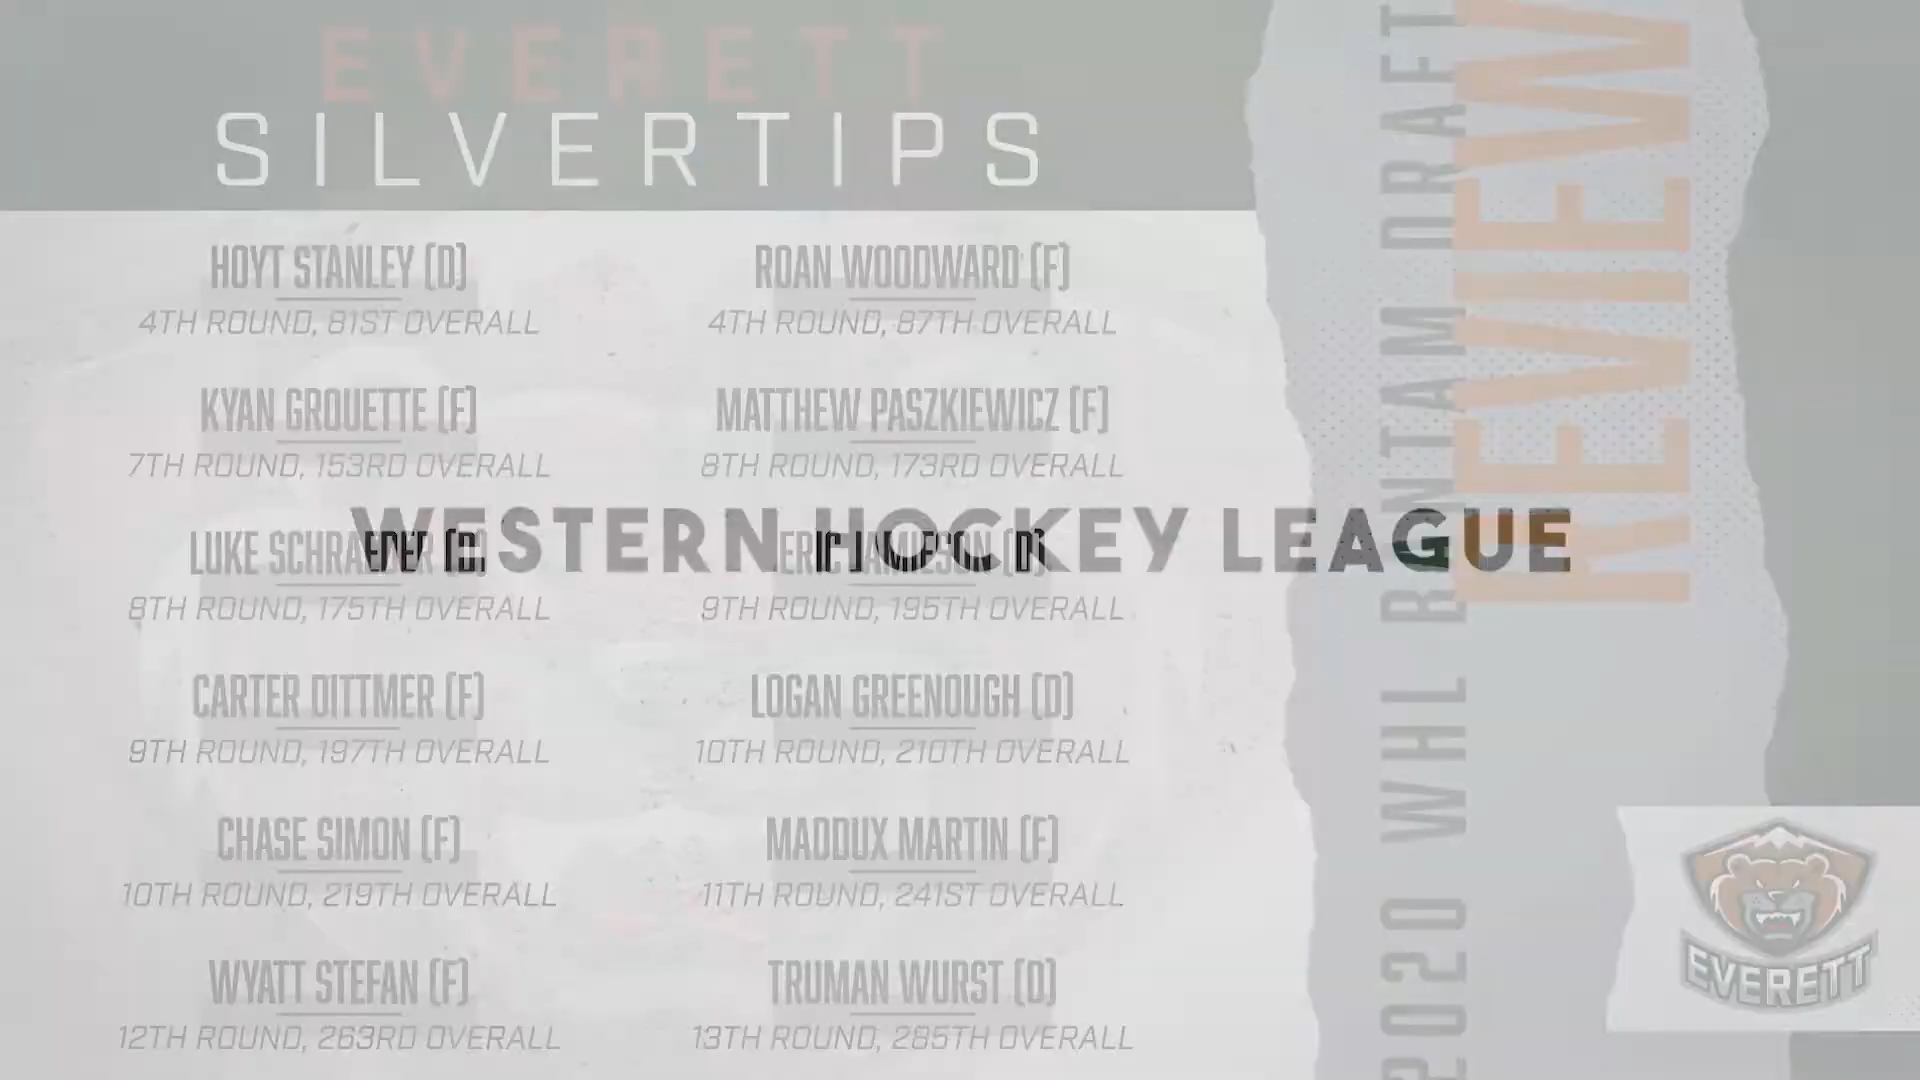 EVERETT
SILVERTIPS
HOYT STANLEY (D)
4TH ROUND, 81ST OVERALL
ROAN WOODWARD (F)
4TH ROUND, 87TH OVERALL
KYAN GROUETTE (F)
7TH ROUND, 153RD OVERALL
MATTHEW PASZKIEWICZ (F)
8TH ROUND, 173RD OVERALL
LUKE
8TH ROUND, 175TH OVERALL
9TH ROUND, 195TH OVERALL
WESTERN HOCKEY LEAGUE
CARTER DITTMER (F)
9TH ROUND, 197TH OVERALL
LOGAN GREENOUGH (D)
10TH ROUND, 210TH OVERALL
CHASE SIMON (F)
10TH ROUND, 219TH OVERALL
MADDUX MARTIN (F)
11TH ROUND, 241ST OVERALL
WYATT STEFAN (F)
12TH ROUND, 263RD OVERALL
TRUMAN WURST (D)
13TH ROUND, 285TH OVERALL
2020 WHL BANTAM DRAFT
REVIEW
EVERETT